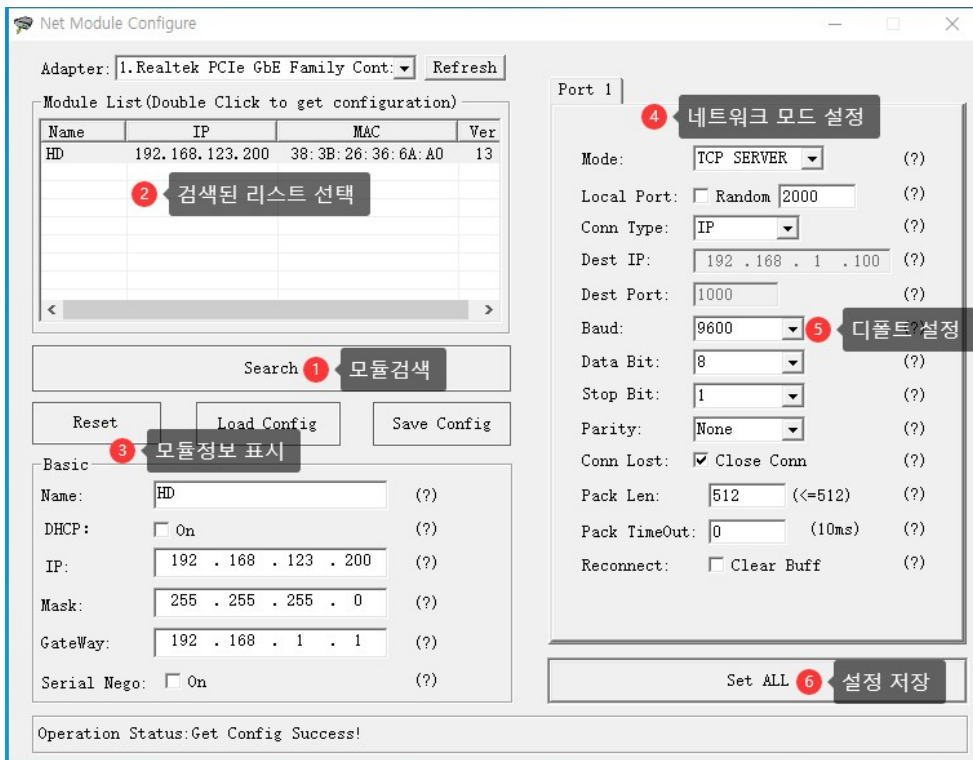 Net Module Configure
Adapter: 1.Realtek PCIe GbE Family Cont: Refresh
Module List(Double Click to get configuration)
Name IP MAC Ver
HD 192.168.123.200 38:3B:26:36:6A:A0 13
2 검색된 리스트 선택
Search 1 모듈검색
Reset Load Config Save Config
3 모듈정보 표시
Basic
Name: HD (?)
DHCP: On (?)
IP: 192 . 168 . 123 . 200 (?)
Mask: 255 . 255 . 255 . 0 (?)
GateWay: 192 . 168 . 1 . 1 (?)
Serial Nego: On (?)
Port 1
4 네트워크 모드 설정
Mode: TCP SERVER (?)
Local Port: Random 2000 (?)
Conn Type: IP (?)
Dest IP: 192 .168 . 1 .100 (?)
Dest Port: 1000 (?)
Baud: 9600 5 디폴트 설정
Data Bit: 8 (?)
Stop Bit: 1 (?)
Parity: None (?)
Conn Lost: Close Conn (?)
Pack Len: 512 (<=512) (?)
Pack TimeOut: 0 (10ms) (?)
Reconnect: Clear Buff (?)
Set ALL 6 설정 저장
Operation Status:Get Config Success!